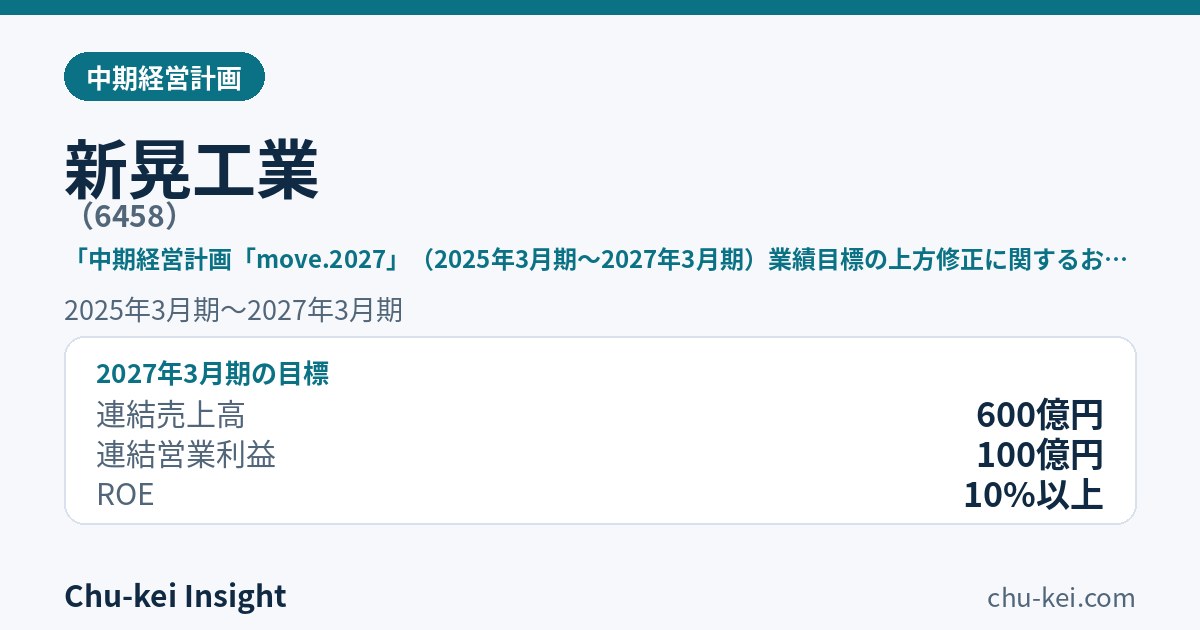 中期経営計画
新晃工業
（6458）
「中期経営計画「move.2027」（2025年3月期～2027年3月期）業績目標の上方修正に関するお…
2025年3月期～2027年3月期
2027年3月期の目標
連結売上高 600億円
連結営業利益 100億円
ROE 10%以上
Chu-kei Insight chu-kei.com